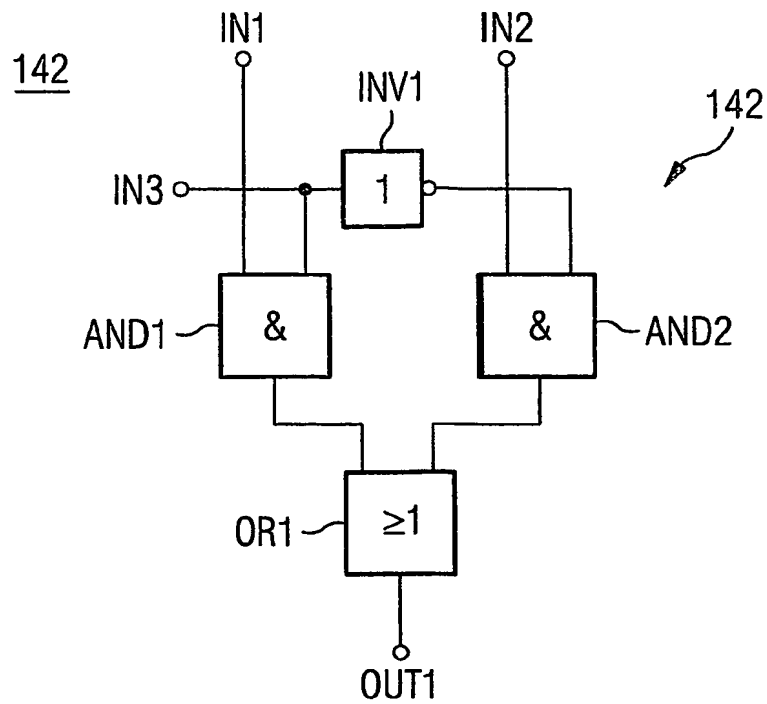 IN1
IN2
142
INV1
142
IN3
1
AND1
&
&
AND2
OR1
≥1
OUT1